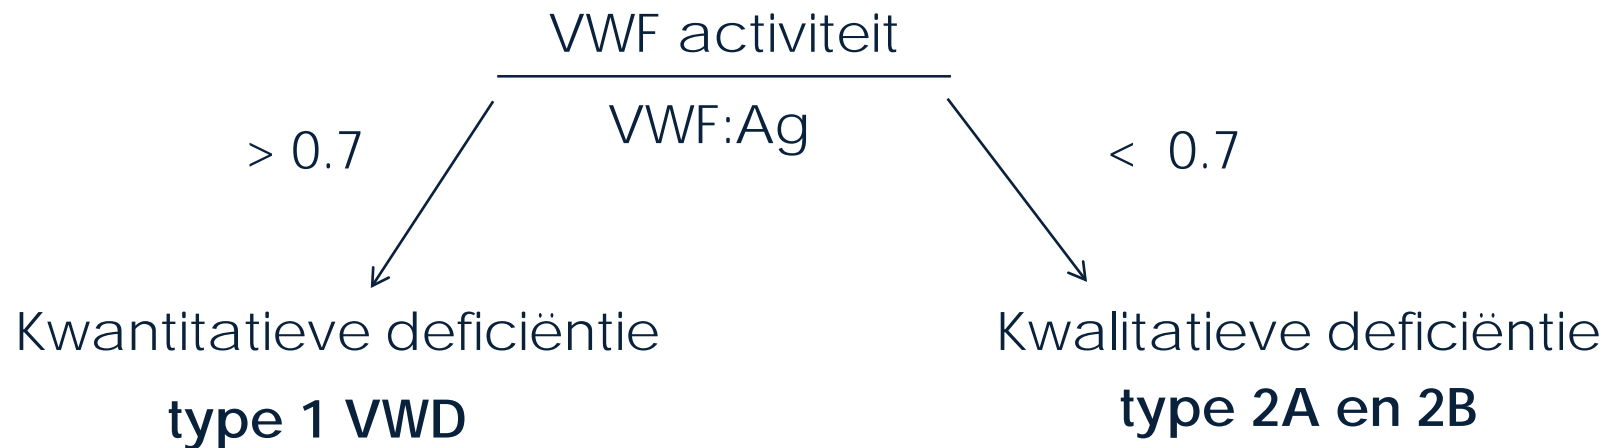 VWF activiteit
VWF:Ag
> 0.7
< 0.7
Kwantitatieve deficiëntie
type 1 VWD
Kwalitatieve deficiëntie
type 2A en 2B